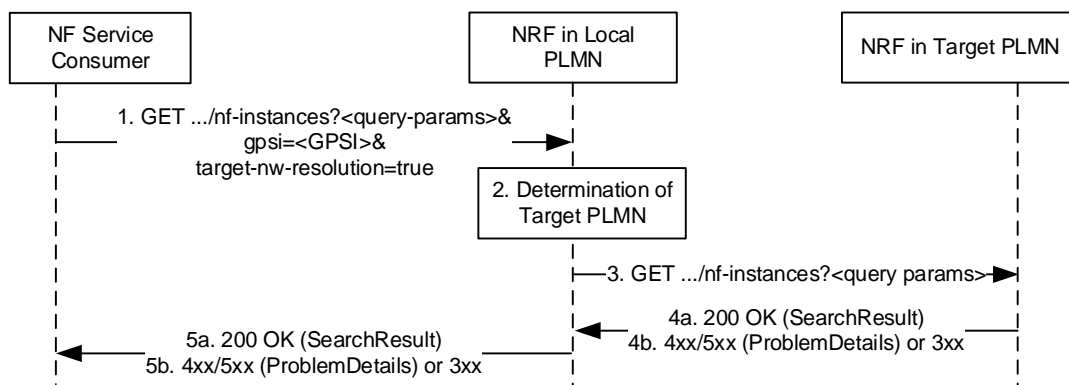 NF Service
Consumer
NRF in Local
PLMN
NRF in Target PLMN
1. GET .../nf-instances?<query-params>&
gpsi=<GPSI>&
target-nw-resolution=true
2. Determination of
Target PLMN
3. GET .../nf-instances?<query params>
4a. 200 OK (SearchResult)
4b. 4xx/5xx (ProblemDetails) or 3xx
5a. 200 OK (SearchResult)
5b. 4xx/5xx (ProblemDetails) or 3xx